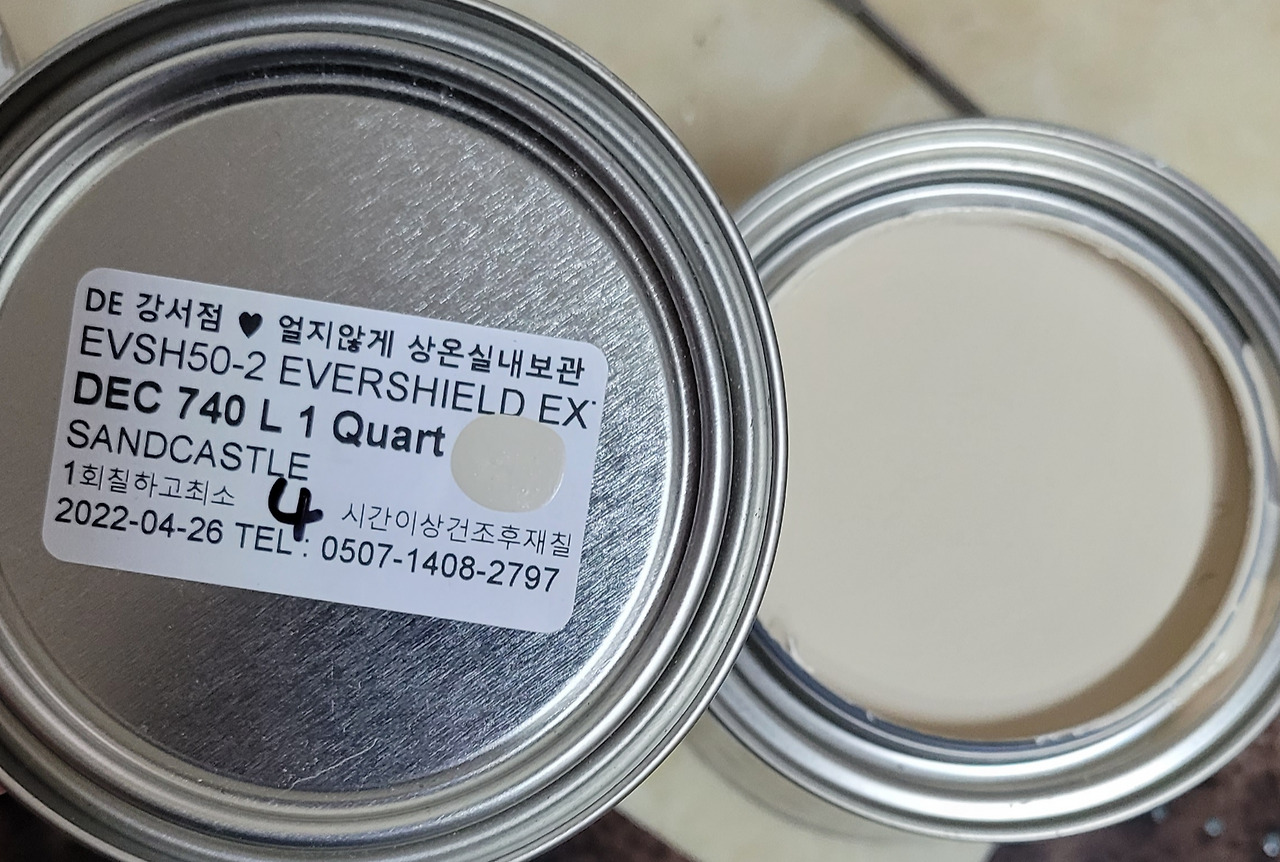 DE 강서점 ♥ 얼지않게 상온실내보관
EVSH50-2 EVERSHIELD EX
DEC 740 L 1 Quart
SANDCASTLE
1회칠하고최소 4 시간이상건조후재칠
2022-04-26 TEL : 0507-1408-2797